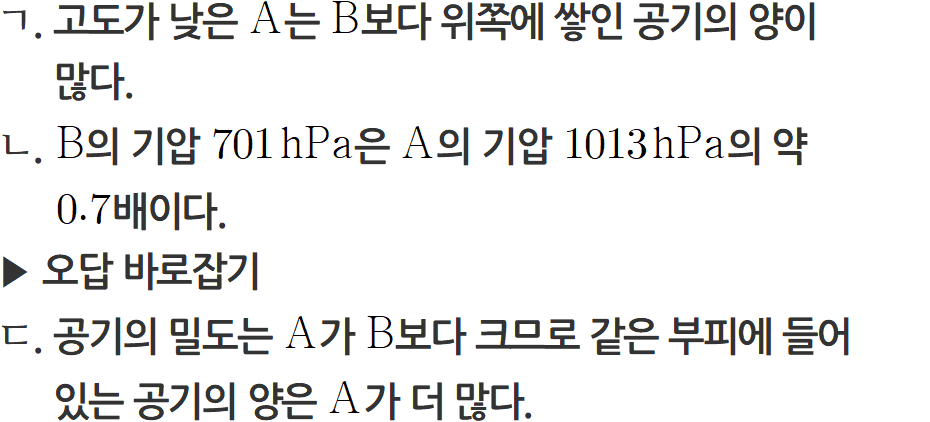 ㄱ. 고도가 낮은 A는 B보다 위쪽에 쌓인 공기의 양이
많다.
ㄴ. B의 기압 701 hPa은 A의 기압 1013 hPa의 약
0.7배이다.
▶ 오답 바로잡기
ㄷ. 공기의 밀도는 A가 B보다 크므로 같은 부피에 들어
있는 공기의 양은 A가 더 많다.